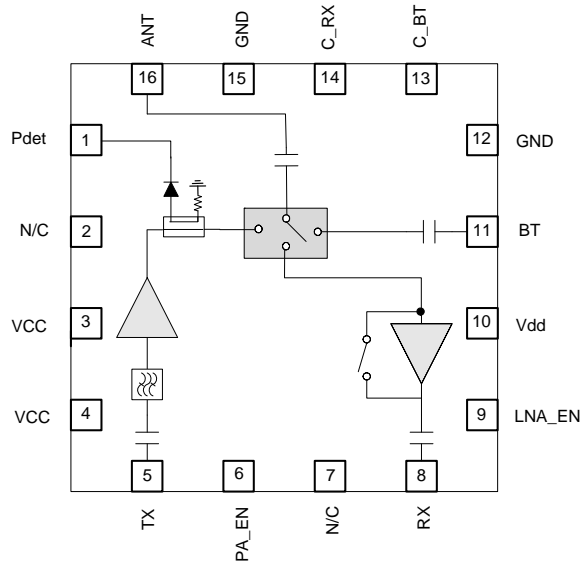 ANT
GND
C_RX
C_BT
16
15
14
13
Pdet
1
12
GND
N/C
2
11
BT
VCC
3
10
Vdd
VCC
4
9
LNA_EN
5
6
7
8
TX
PA_EN
N/C
RX